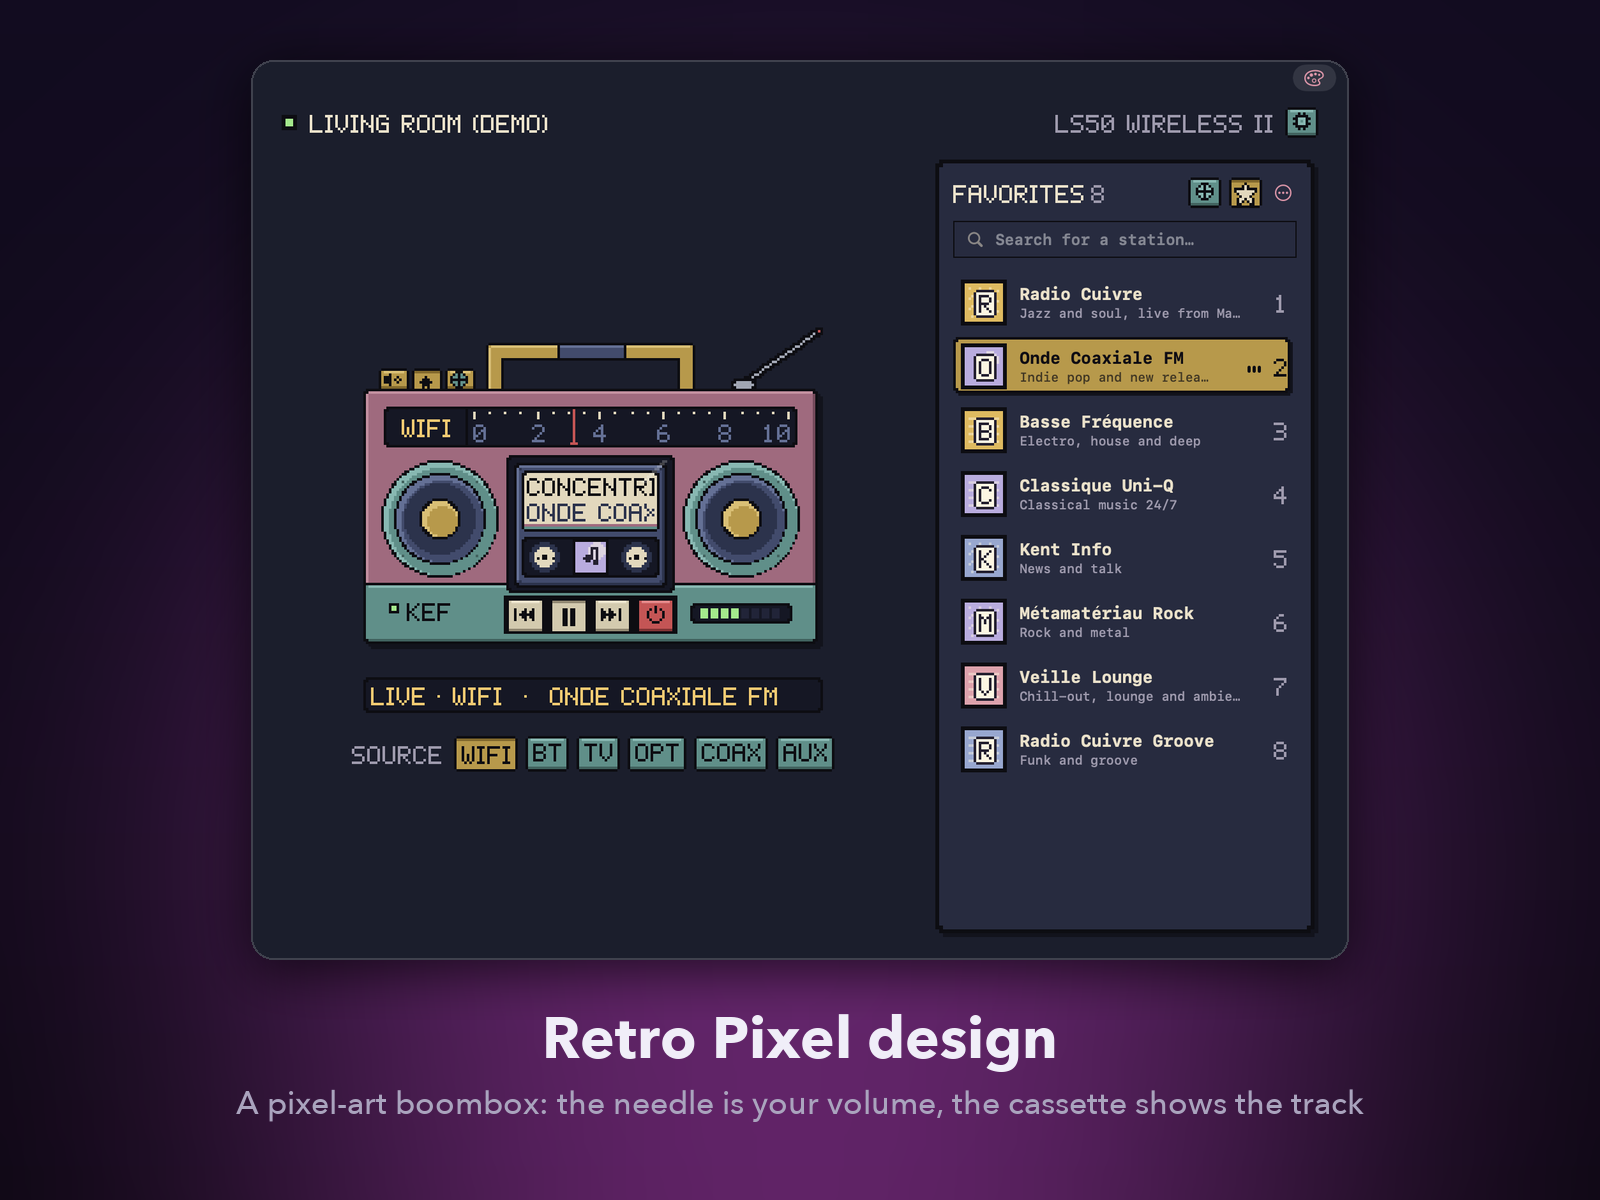 LIVING ROOM (DEMO)
LS50 WIRELESS II
WIFI 0 2 4 6 8 10
CONCENTRI
ONDE COAX
KEF
LIVE · WIFI · ONDE COAXIALE FM
SOURCE WIFI BT TV OPT COAX AUX
FAVORITES 8
Search for a station…
R Radio Cuivre 1
Jazz and soul, live from Ma…
O Onde Coaxiale FM 2
Indie pop and new relea…
B Basse Fréquence 3
Electro, house and deep
C Classique Uni-Q 4
Classical music 24/7
K Kent Info 5
News and talk
M Métamatériau Rock 6
Rock and metal
V Veille Lounge 7
Chill-out, lounge and ambie…
R Radio Cuivre Groove 8
Funk and groove
Retro Pixel design
A pixel-art boombox: the needle is your volume, the cassette shows the track